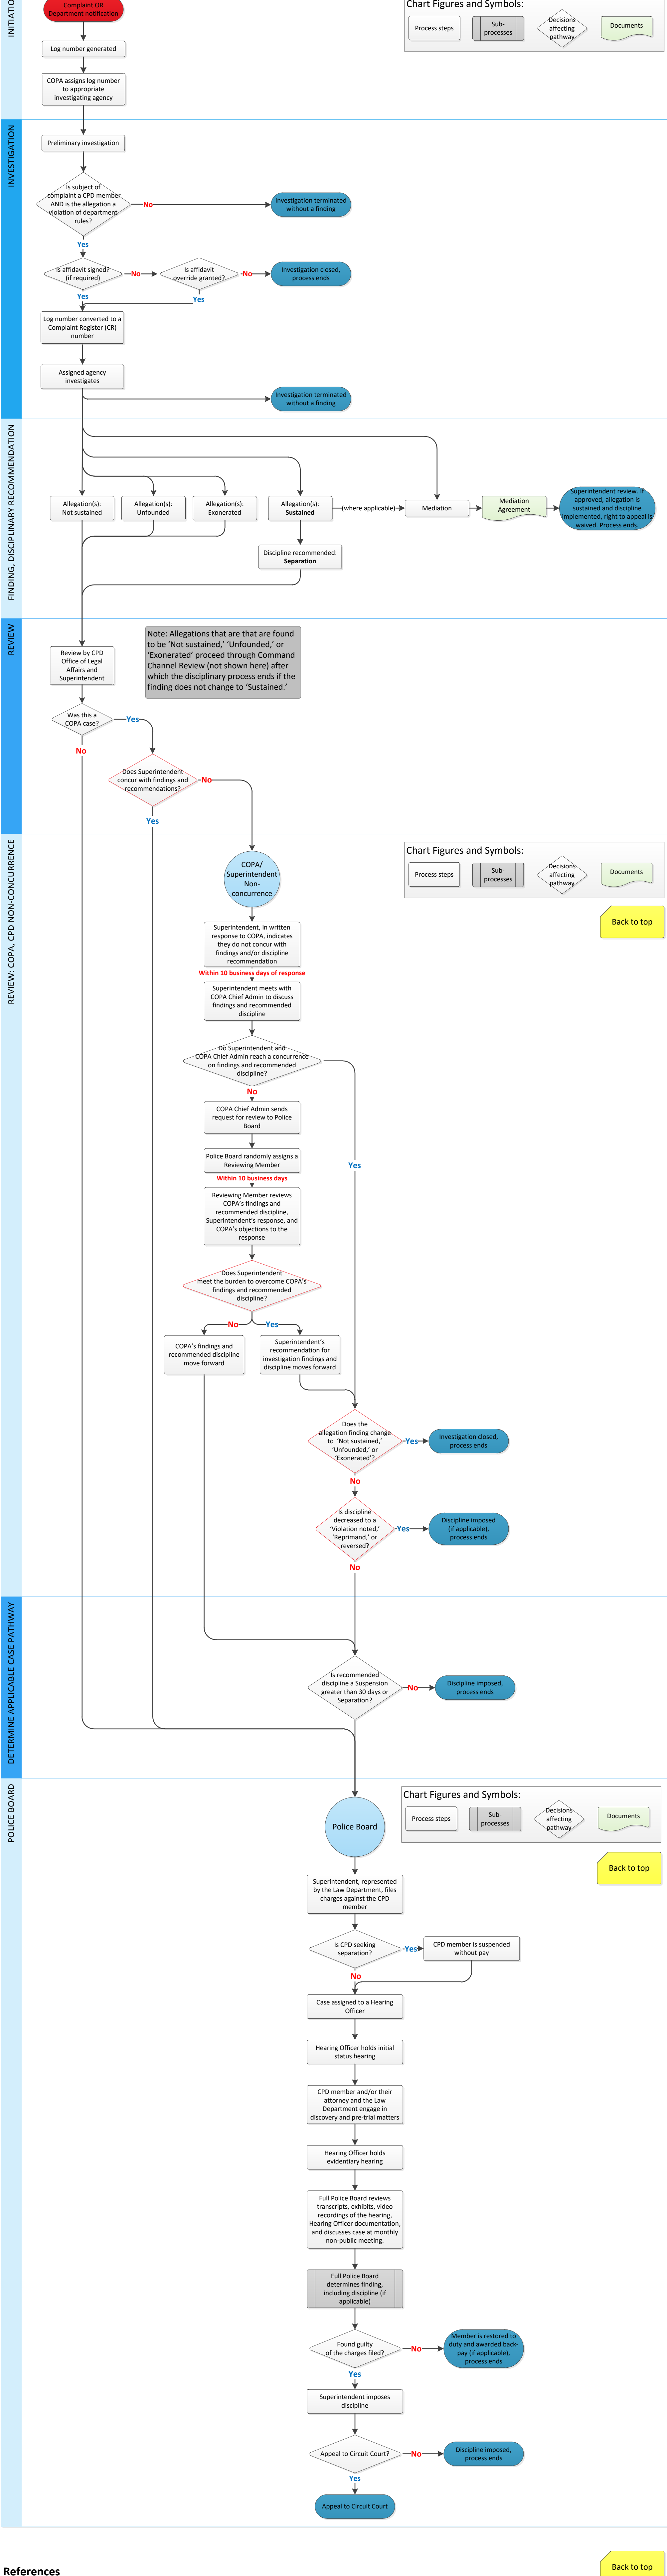 INITIATIO
Complaint OR
Department notification
Chart Figures and Symbols:
Process steps
Sub-
processes
Decisions
affecting
pathway
Documents
Log number generated
COPA assigns log number
to appropriate
investigating agency
INVESTIGATION
Preliminary investigation
Is subject of
complaint a CPD member
AND is the allegation a
violation of department
rules?
No
Investigation terminated
without a finding
Yes
Is affidavit signed?
(if required)
No
Is affidavit
override granted?
No
Investigation closed,
process ends
Yes
Yes
Log number converted to a
Complaint Register (CR)
number
Assigned agency
investigates
Investigation terminated
without a finding
FINDING, DISCIPLINARY RECOMMENDATION
Allegation(s):
Not sustained
Allegation(s):
Unfounded
Allegation(s):
Exonerated
Allegation(s):
Sustained
(where applicable)
Mediation
Mediation
Agreement
Superintendent review. If
approved, allegation is
sustained and discipline
implemented, right to appeal is
waived. Process ends.
Discipline recommended:
Separation
REVIEW
Review by CPD
Office of Legal
Affairs and
Superintendent
Note: Allegations that are that are found
to be ‘Not sustained,’ ‘Unfounded,’ or
‘Exonerated’ proceed through Command
Channel Review (not shown here) after
which the disciplinary process ends if the
finding does not change to ‘Sustained.’
Was this a
COPA case?
Yes
No
Does Superintendent
concur with findings and
recommendations?
No
Yes
REVIEW: COPA, CPD NON-CONCURRENCE
Chart Figures and Symbols:
Process steps
Sub-
processes
Decisions
affecting
pathway
Documents
Back to top
COPA/
Superintendent
Non-
concurrence
Superintendent, in written
response to COPA, indicates
they do not concur with
findings and/or discipline
recommendation
Within 10 business days of response
Superintendent meets with
COPA Chief Admin to discuss
findings and recommended
discipline
Do Superintendent and
COPA Chief Admin reach a concurrence
on findings and recommended
discipline?
No
COPA Chief Admin sends
request for review to Police
Board
Police Board randomly assigns a
Reviewing Member
Yes
Within 10 business days
Reviewing Member reviews
COPA’s findings and
recommended discipline,
Superintendent’s response, and
COPA’s objections to the
response
Does Superintendent
meet the burden to overcome COPA’s
findings and recommended
discipline?
No
Yes
COPA’s findings and
recommended discipline
move forward
Superintendent’s
recommendation for
investigation findings and
discipline moves forward
Does the
allegation finding change
to ‘Not sustained,’
‘Unfounded,’ or
‘Exonerated’?
Yes
Investigation closed,
process ends
No
Is discipline
decreased to a
‘Violation noted,’
‘Reprimand,’ or
reversed?
Yes
Discipline imposed
(if applicable),
process ends
No
DETERMINE APPLICABLE CASE PATHWAY
Is recommended
discipline a Suspension
greater than 30 days or
Separation?
No
Discipline imposed,
process ends
POLICE BOARD
Chart Figures and Symbols:
Process steps
Sub-
processes
Decisions
affecting
pathway
Documents
Back to top
Police Board
Superintendent, represented
by the Law Department, files
charges against the CPD
member
Is CPD seeking
separation?
Yes
CPD member is suspended
without pay
No
Case assigned to a Hearing
Officer
Hearing Officer holds initial
status hearing
CPD member and/or their
attorney and the Law
Department engage in
discovery and pre-trial matters
Hearing Officer holds
evidentiary hearing
Full Police Board reviews
transcripts, exhibits, video
recordings of the hearing,
Hearing Officer documentation,
and discusses case at monthly
non-public meeting.
Full Police Board
determines finding,
including discipline (if
applicable)
Found guilty
of the charges filed?
No
Member is restored to
duty and awarded back-
pay (if applicable),
process ends
Yes
Superintendent imposes
discipline
Appeal to Circuit Court?
No
Discipline imposed,
process ends
Yes
Appeal to Circuit Court
References
Back to top